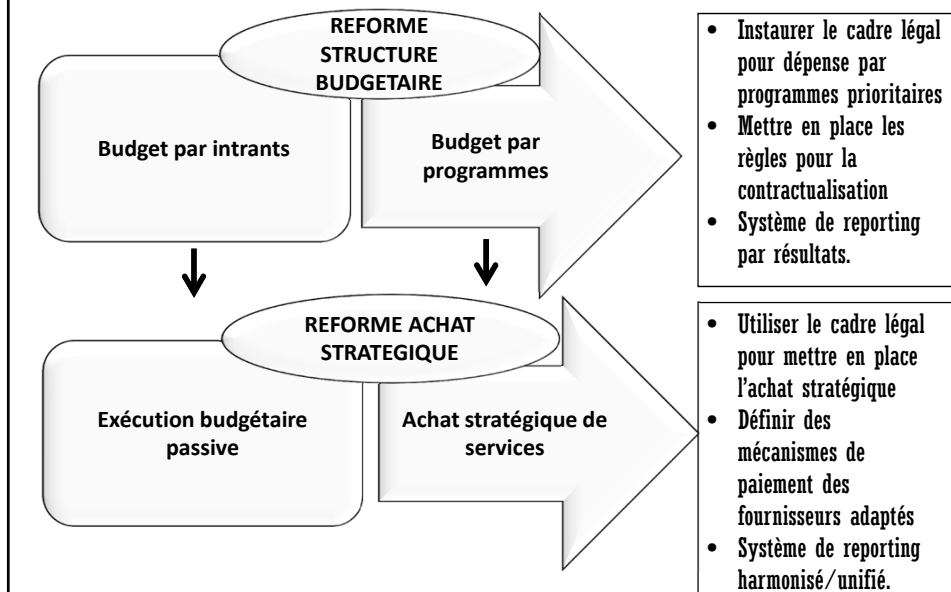 REFORME
STRUCTURE
BUDGETAIRE
Budget par intrants
Budget par
programmes
• Instaurer le cadre légal
pour dépense par
programmes prioritaires
• Mettre en place les
règles pour la
contractualisation
• Système de reporting
par résultats.
REFORME ACHAT
STRATEGIQUE
Exécution budgétaire
passive
Achat stratégique de
services
• Utiliser le cadre légal
pour mettre en place
l’achat stratégique
• Définir des
mécanismes de
paiement des
fournisseurs adaptés
• Système de reporting
harmonisé/unifié.